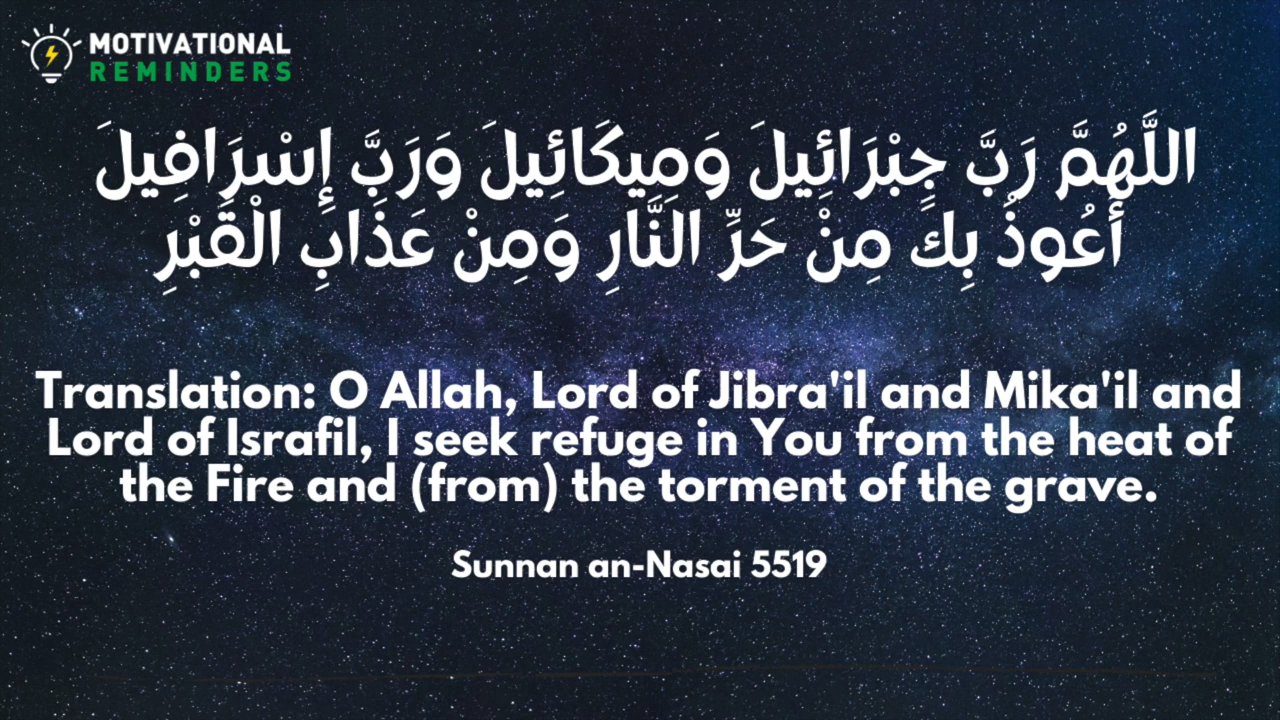 MOTIVATIONAL
REMINDERS
اللَّهُمَّ رَبَّ جِبْرَائِيلَ وَمِيكَائِيلَ وَرَبَّ إِسْرَافِيلَ
أَعُوذُ بِكَ مِنْ حَرِّ النَّارِ وَمِنْ عَذَابِ الْقَبْرِ
Translation: O Allah, Lord of Jibra'il and Mika'il and
Lord of Israfil, I seek refuge in You from the heat of
the Fire and (from) the torment of the grave.
Sunnan an-Nasai 5519